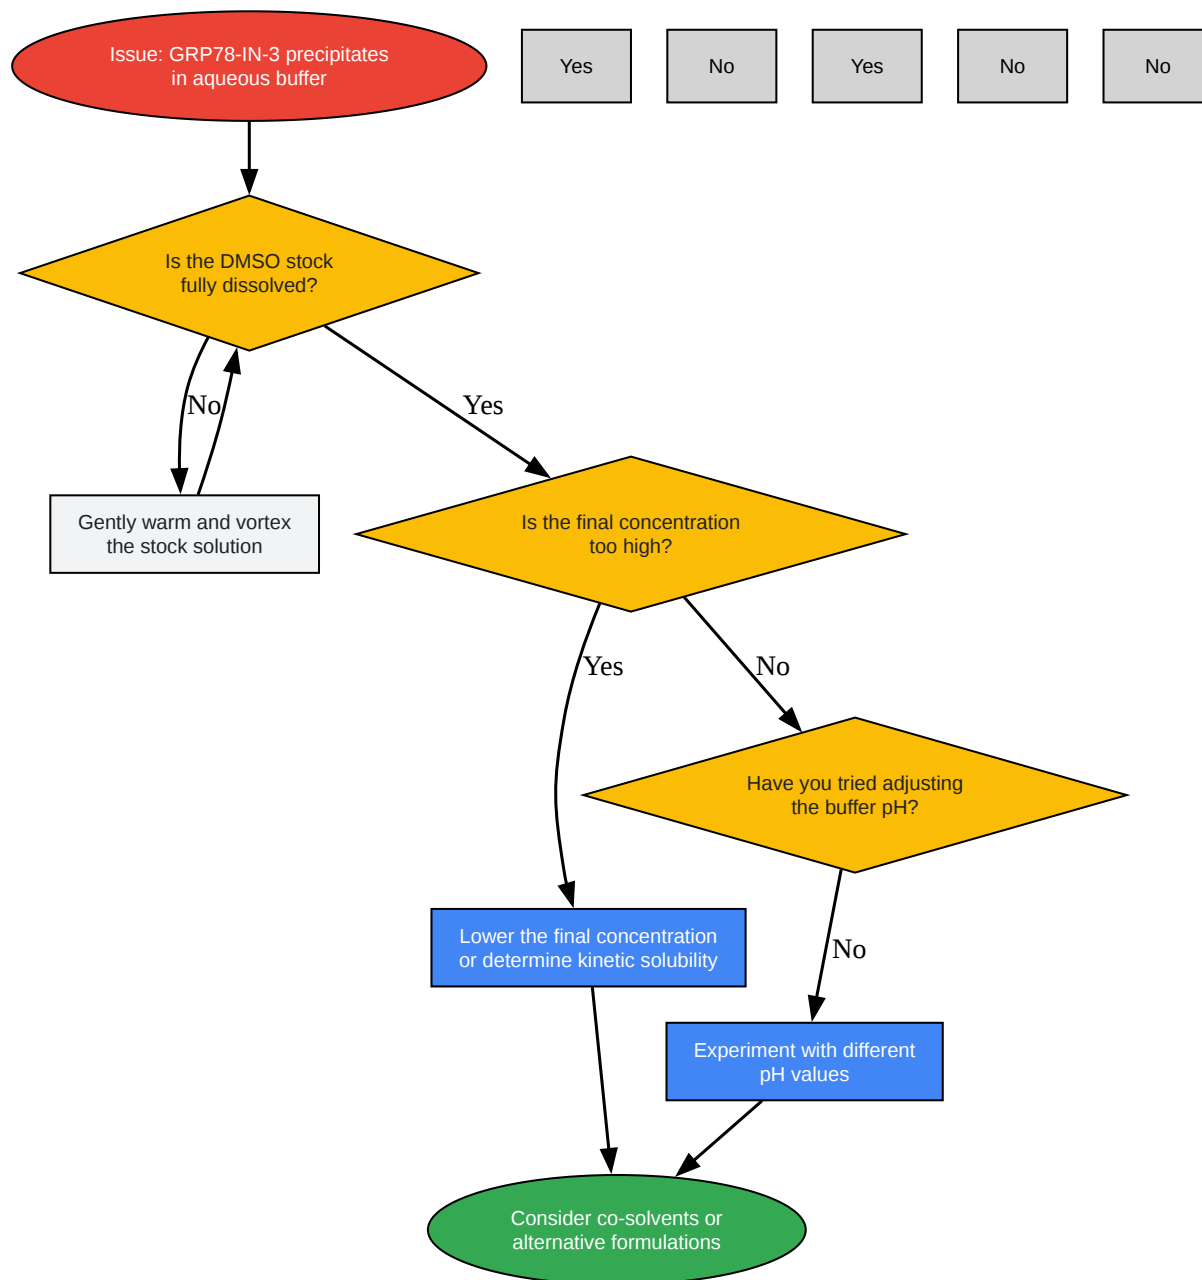 Issue: GRP78-IN-3 precipitates
in aqueous buffer
Yes
No
Yes
No
No
Is the DMSO stock
fully dissolved?
No
Yes
Gently warm and vortex
the stock solution
Is the final concentration
too high?
Yes
No
Have you tried adjusting
the buffer pH?
Lower the final concentration
or determine kinetic solubility
No
Experiment with different
pH values
Consider co-solvents or
alternative formulations